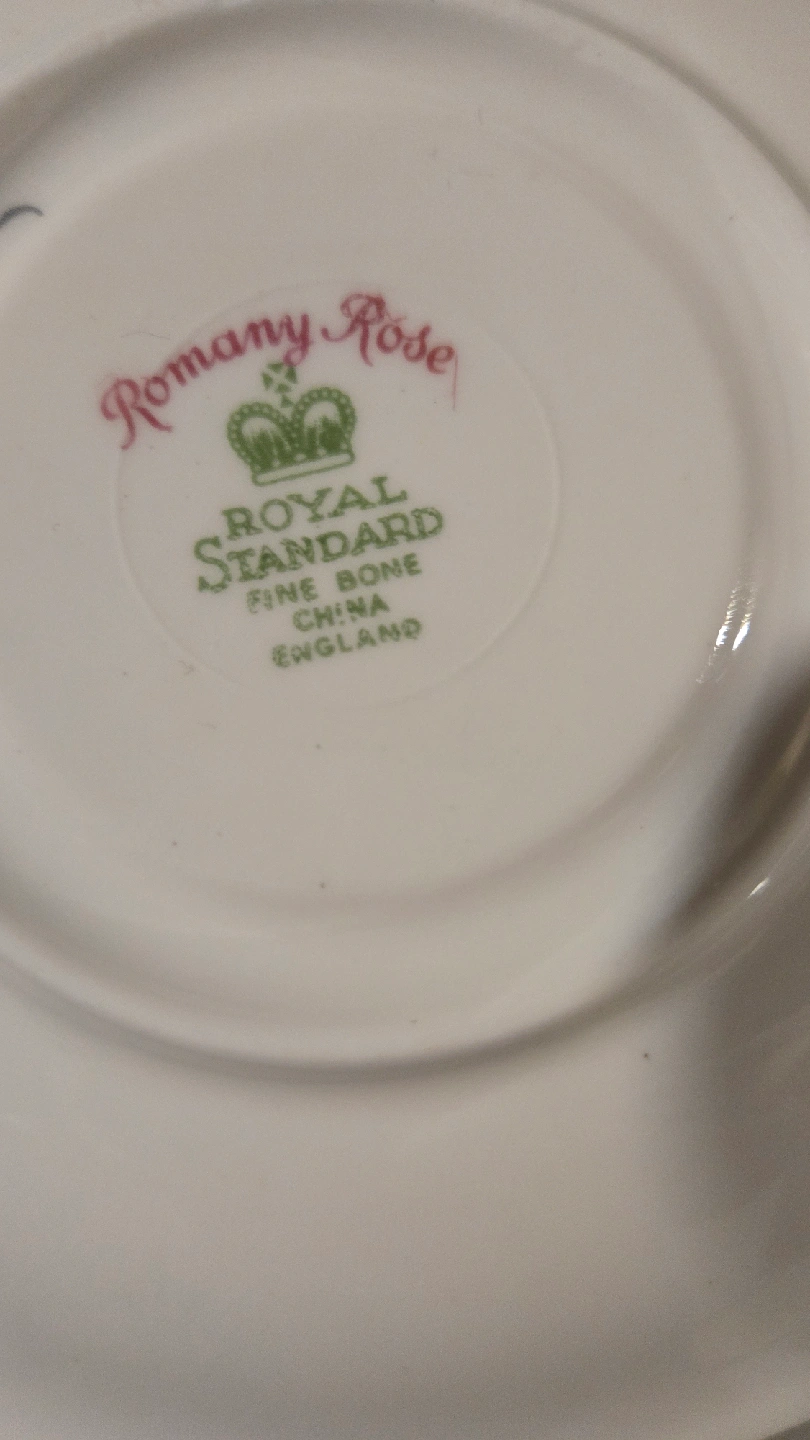 Romany Rose
ROYAL
STANDARD
FINE BONE
CHINA
ENGLAND